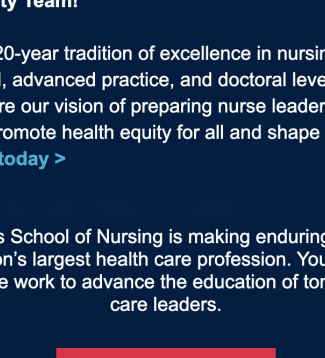 ty Team!
20-year tradition of excellence in nursin
, advanced practice, and doctoral leve
re our vision of preparing nurse leader
romote health equity for all and shape
today >
s School of Nursing is making enduring
on's largest health care profession. You
e work to advance the education of tom
care leaders.